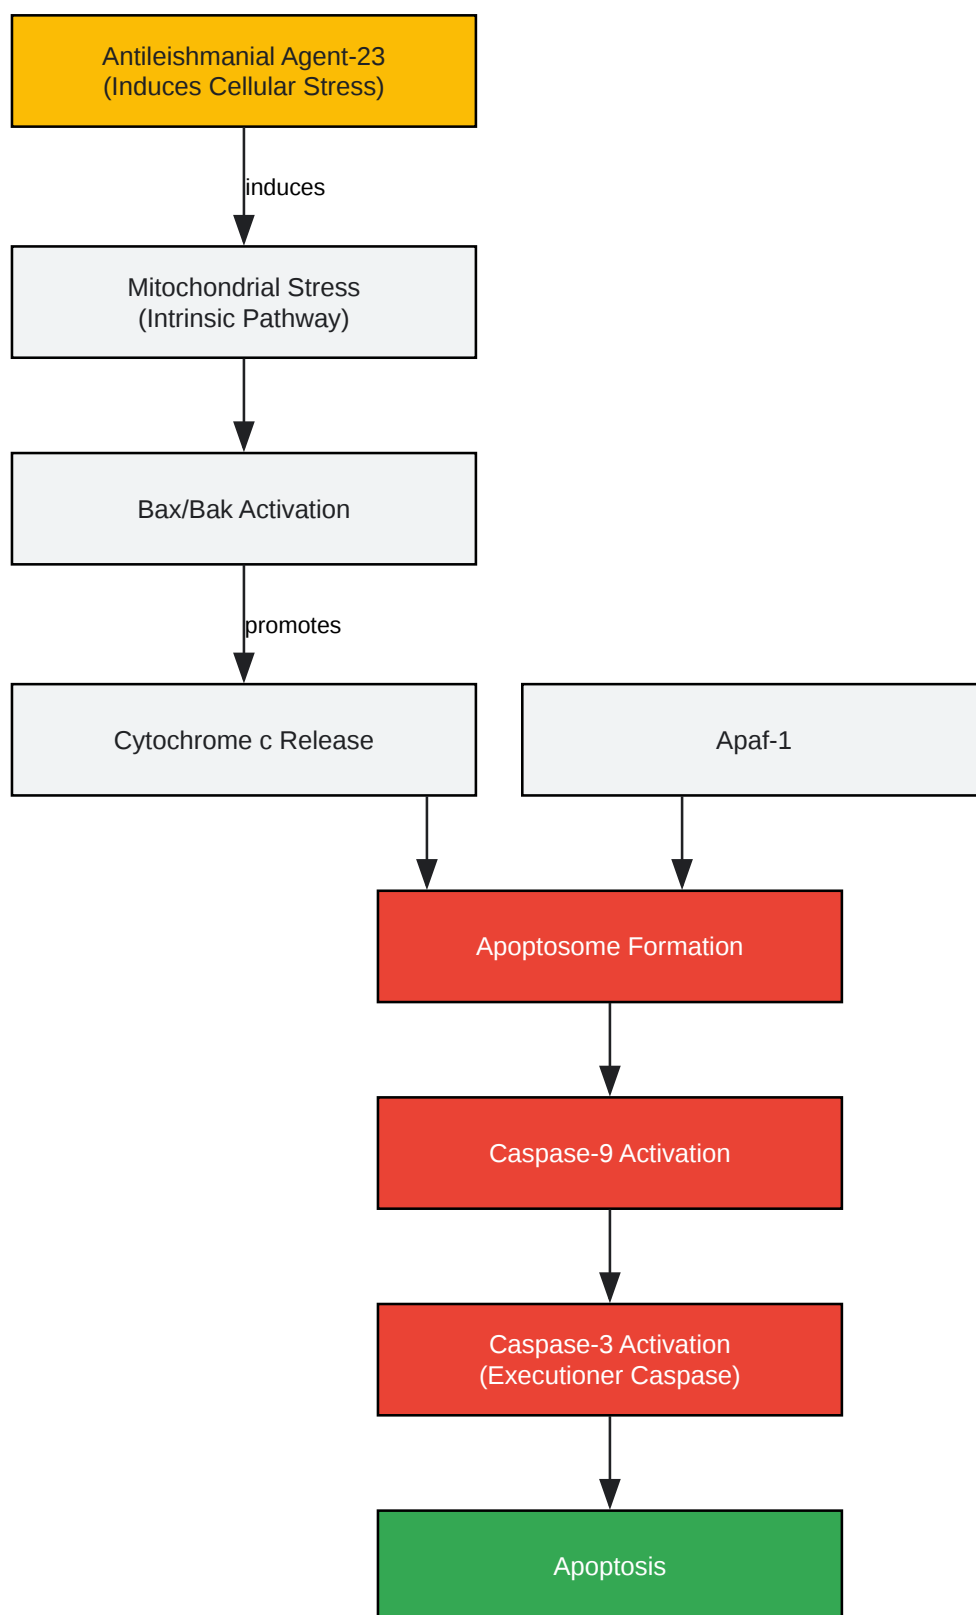 Antileishmanial Agent-23
(Induces Cellular Stress)
induces
Mitochondrial Stress
(Intrinsic Pathway)
Bax/Bak Activation
promotes
Cytochrome c Release
Apaf-1
Apoptosome Formation
Caspase-9 Activation
Caspase-3 Activation
(Executioner Caspase)
Apoptosis